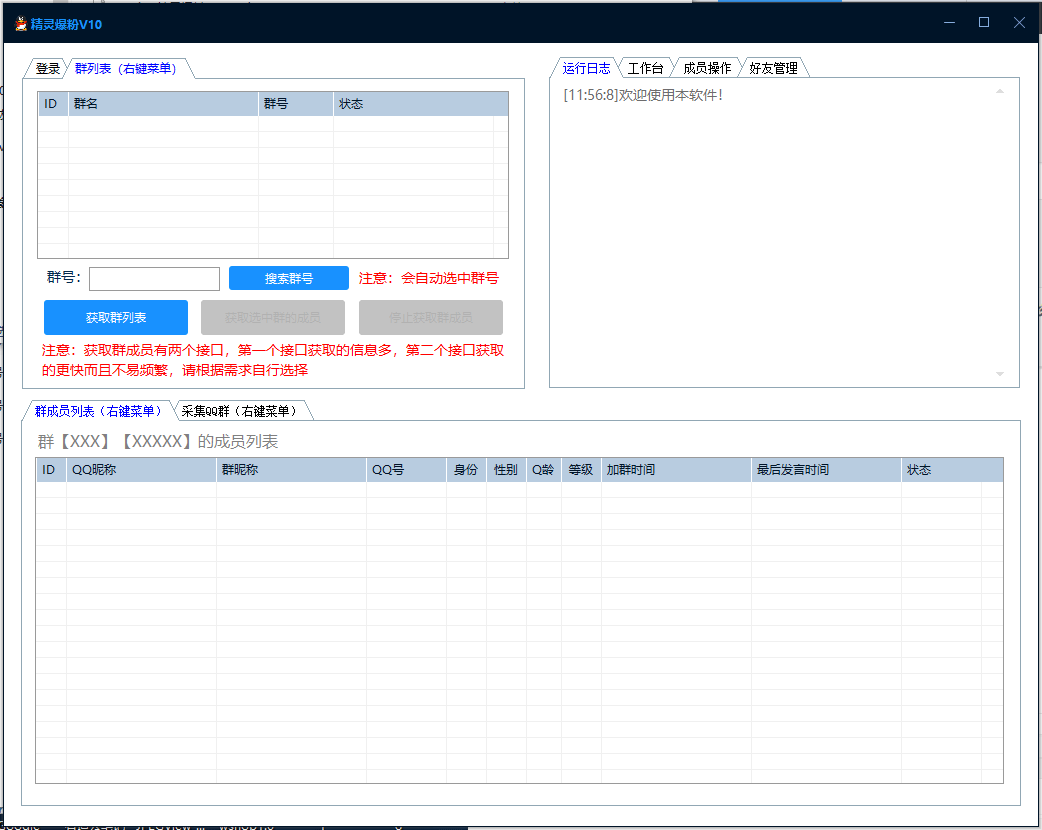 精灵爆粉V10
登录 群列表（右键菜单）
ID 群名 群号 状态
群号： 搜索群号 注意：会自动选中群号
获取群列表 获取选中群的成员 停止获取群成员
注意：获取群成员有两个接口，第一个接口获取的信息多，第二个接口获取
的更快而且不易频繁，请根据需求自行选择
运行日志 工作台 成员操作 好友管理
[11:56:8]欢迎使用本软件！
群成员列表（右键菜单） 采集QQ群（右键菜单）
群【XXX】【XXXXX】的成员列表
ID QQ昵称 群昵称 QQ号 身份 性别 Q龄 等级 加群时间 最后发言时间 状态